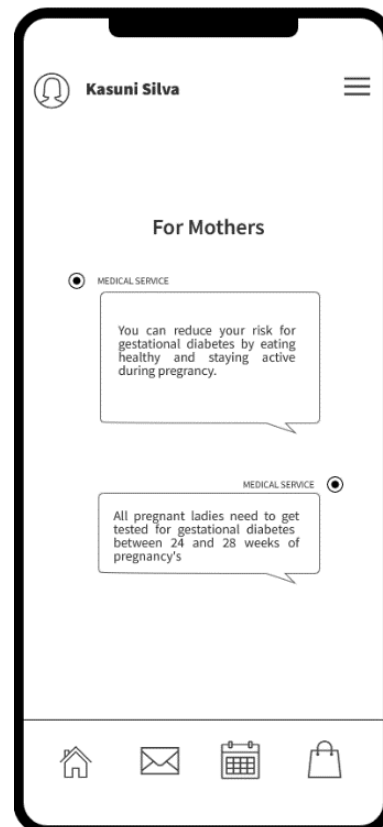 Kasuni Silva
For Mothers
MEDICAL SERVICE
You can reduce your risk for
gestational diabetes by eating
healthy and staying active
during pregrancy.
MEDICAL SERVICE
All pregnant ladies need to get
tested for gestational diabetes
between 24 and 28 weeks of
pregnancy's